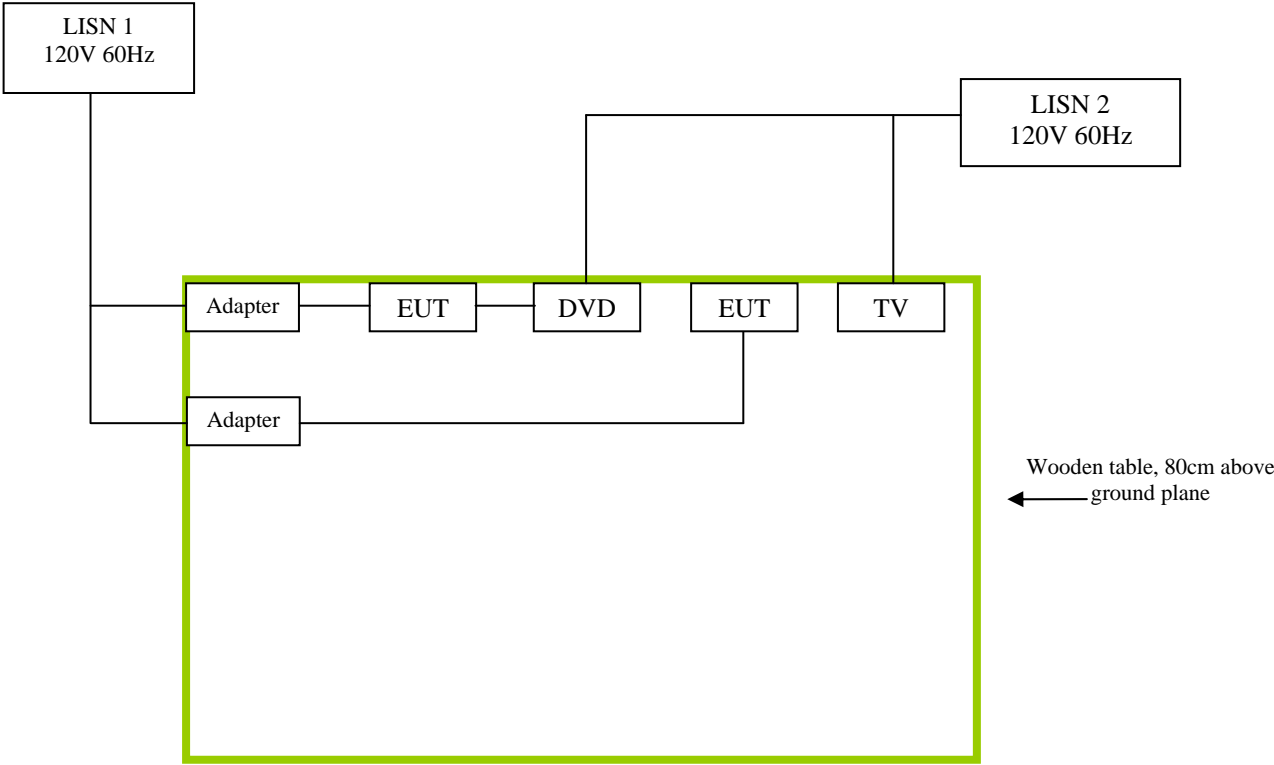 LISN 1
120V 60Hz
LISN 2
120V 60Hz
Adapter
EUT
DVD
EUT
TV
Adapter
Wooden table, 80cm above
ground plane